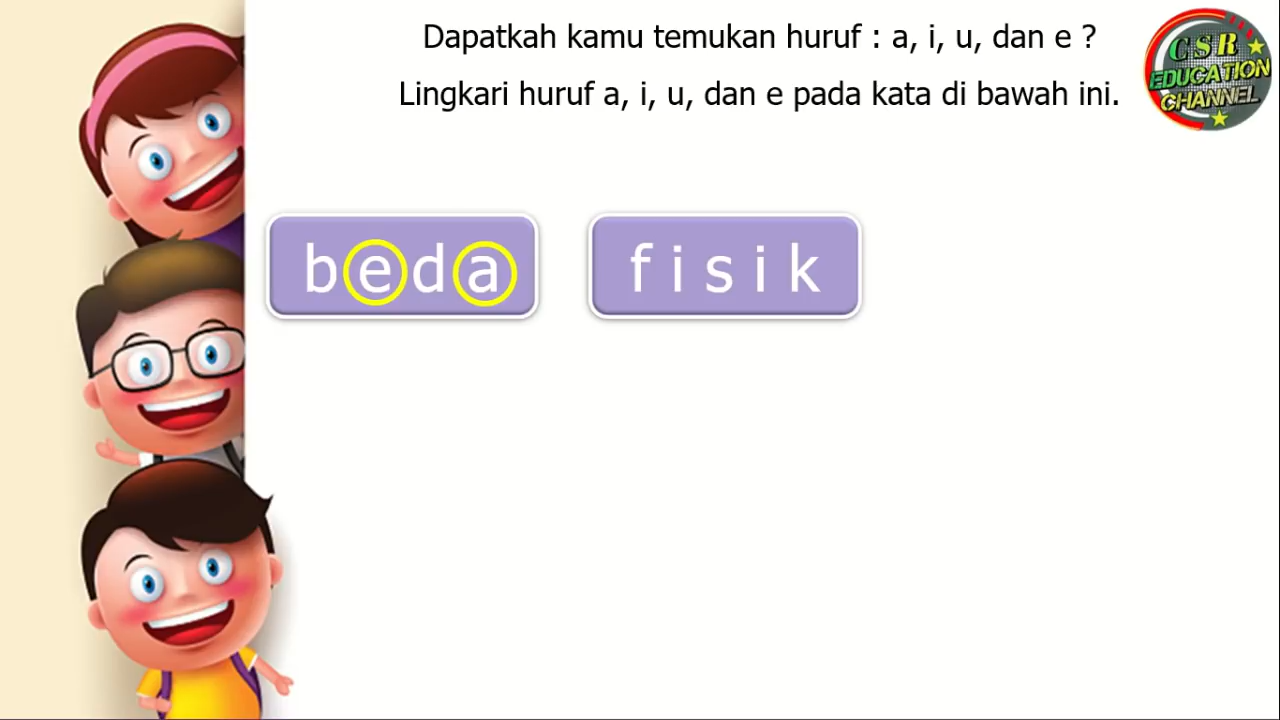 Dapatkah kamu temukan huruf : a, i, u, dan e ?
Lingkari huruf a, i, u, dan e pada kata di bawah ini.
CSR
EDUCATION
CHANNEL
beda
fisik